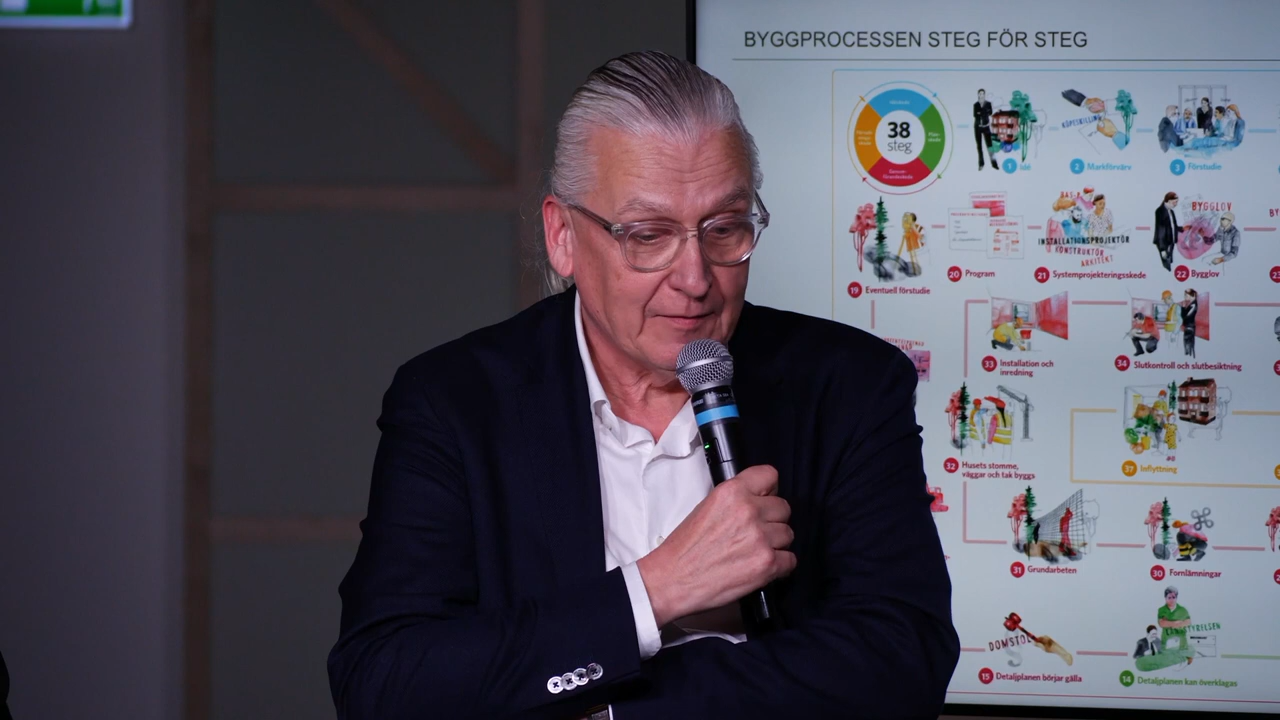 BYGGPROCESSEN STEG FÖR STEG
38
steg
KÖPESKILLING
1 Idé
2 Markförvärv
3 Förstudie
BYGGLOV
INSTALLATIONSPROJEKTÖR
KONSTRUKTÖR
ARKITEKT
19 Eventuell förstudie
20 Program
21 Systemprojekteringsskede
22 Bygglov
33 Installation och
inredning
34 Slutkontroll och slutbesiktning
32 Husets stomme,
väggar och tak byggs
37 Inflyttning
31 Grundarbeten
30 Fornlämningar
DOMSTOL
15 Detaljplanen börjar gälla
14 Detaljplanen kan överklagas